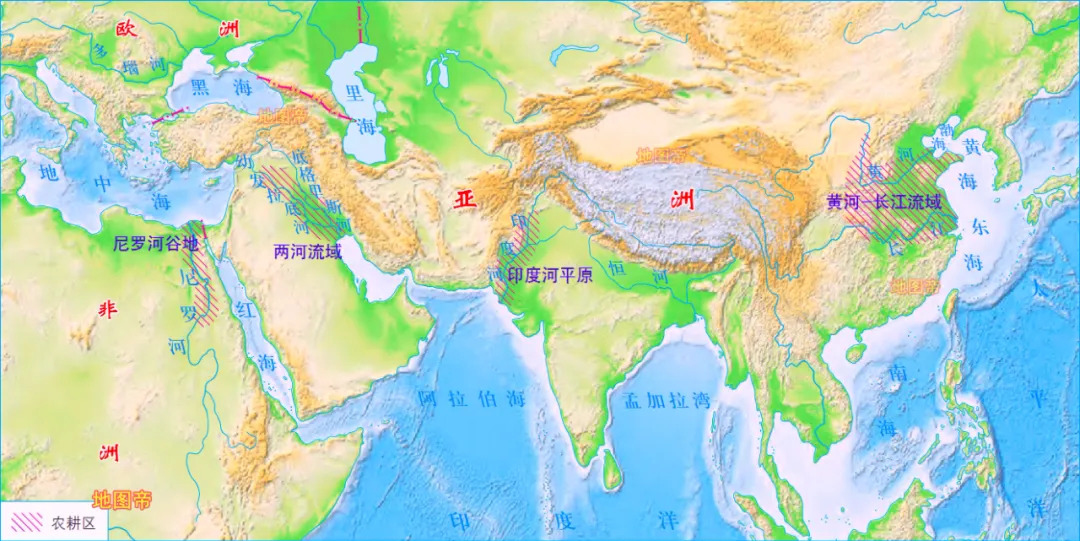 欧洲
多瑙河
黑海
里海
地图帝
地中海
幼发拉底河
底格里斯河
亚洲
地图帝
黄河
渤海
黄海
黄河-长江流域
长江
东海
尼罗河谷地
两河流域
印度河
印度河平原
恒河
地图帝
尼罗河
红海
非洲
阿拉伯海
孟加拉湾
南海
太平洋
地图帝
农耕区
印度洋